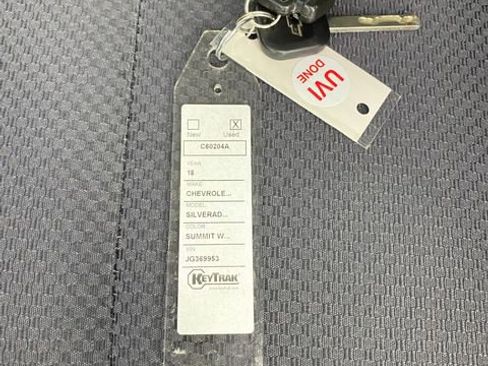 UVI
DONE
X
New Used
C60204A
YEAR
18
MAKE
CHEVROLE...
MODEL
SILVERAD...
COLOR
SUMMIT W...
VIN
JG369953
KEYTRAK